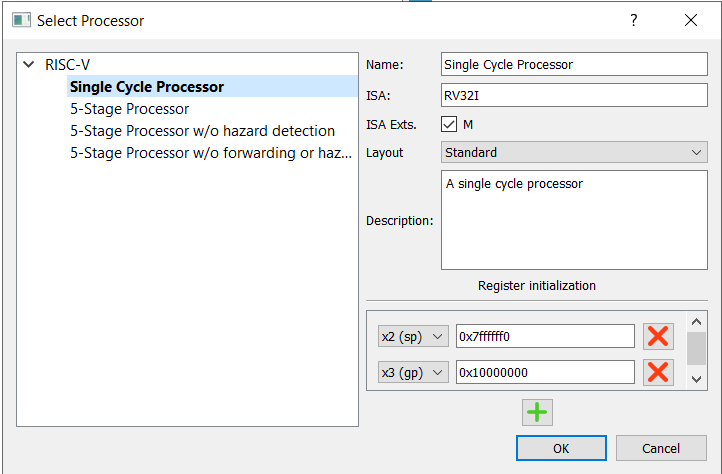 Select Processor
?
RISC-V
Single Cycle Processor
5-Stage Processor
5-Stage Processor w/o hazard detection
5-Stage Processor w/o forwarding or haz...
Name: Single Cycle Processor
ISA: RV32I
ISA Exts. M
Layout Standard
Description: A single cycle processor
Register initialization
x2 (sp) 0x7ffffff0
x3 (gp) 0x10000000
OK Cancel